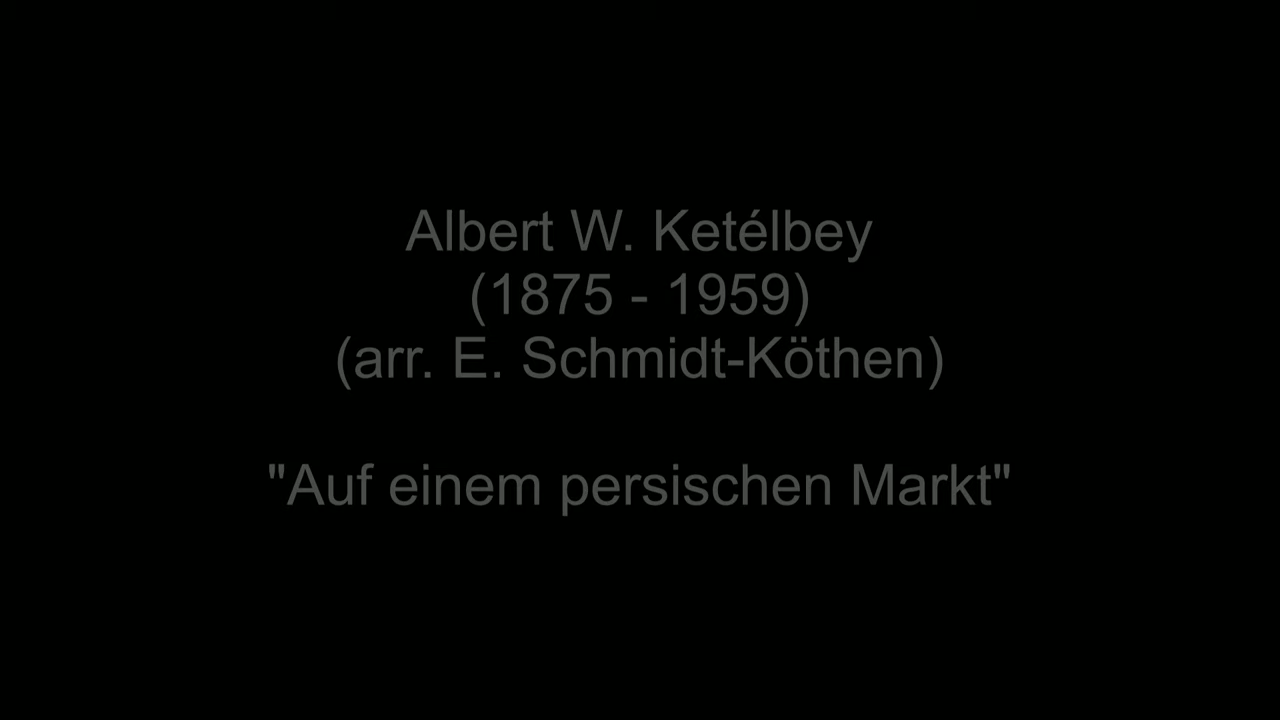 Albert W. Ketélbey
(1875 - 1959)
(arr. E. Schmidt-Köthen)
"Auf einem persischen Markt"